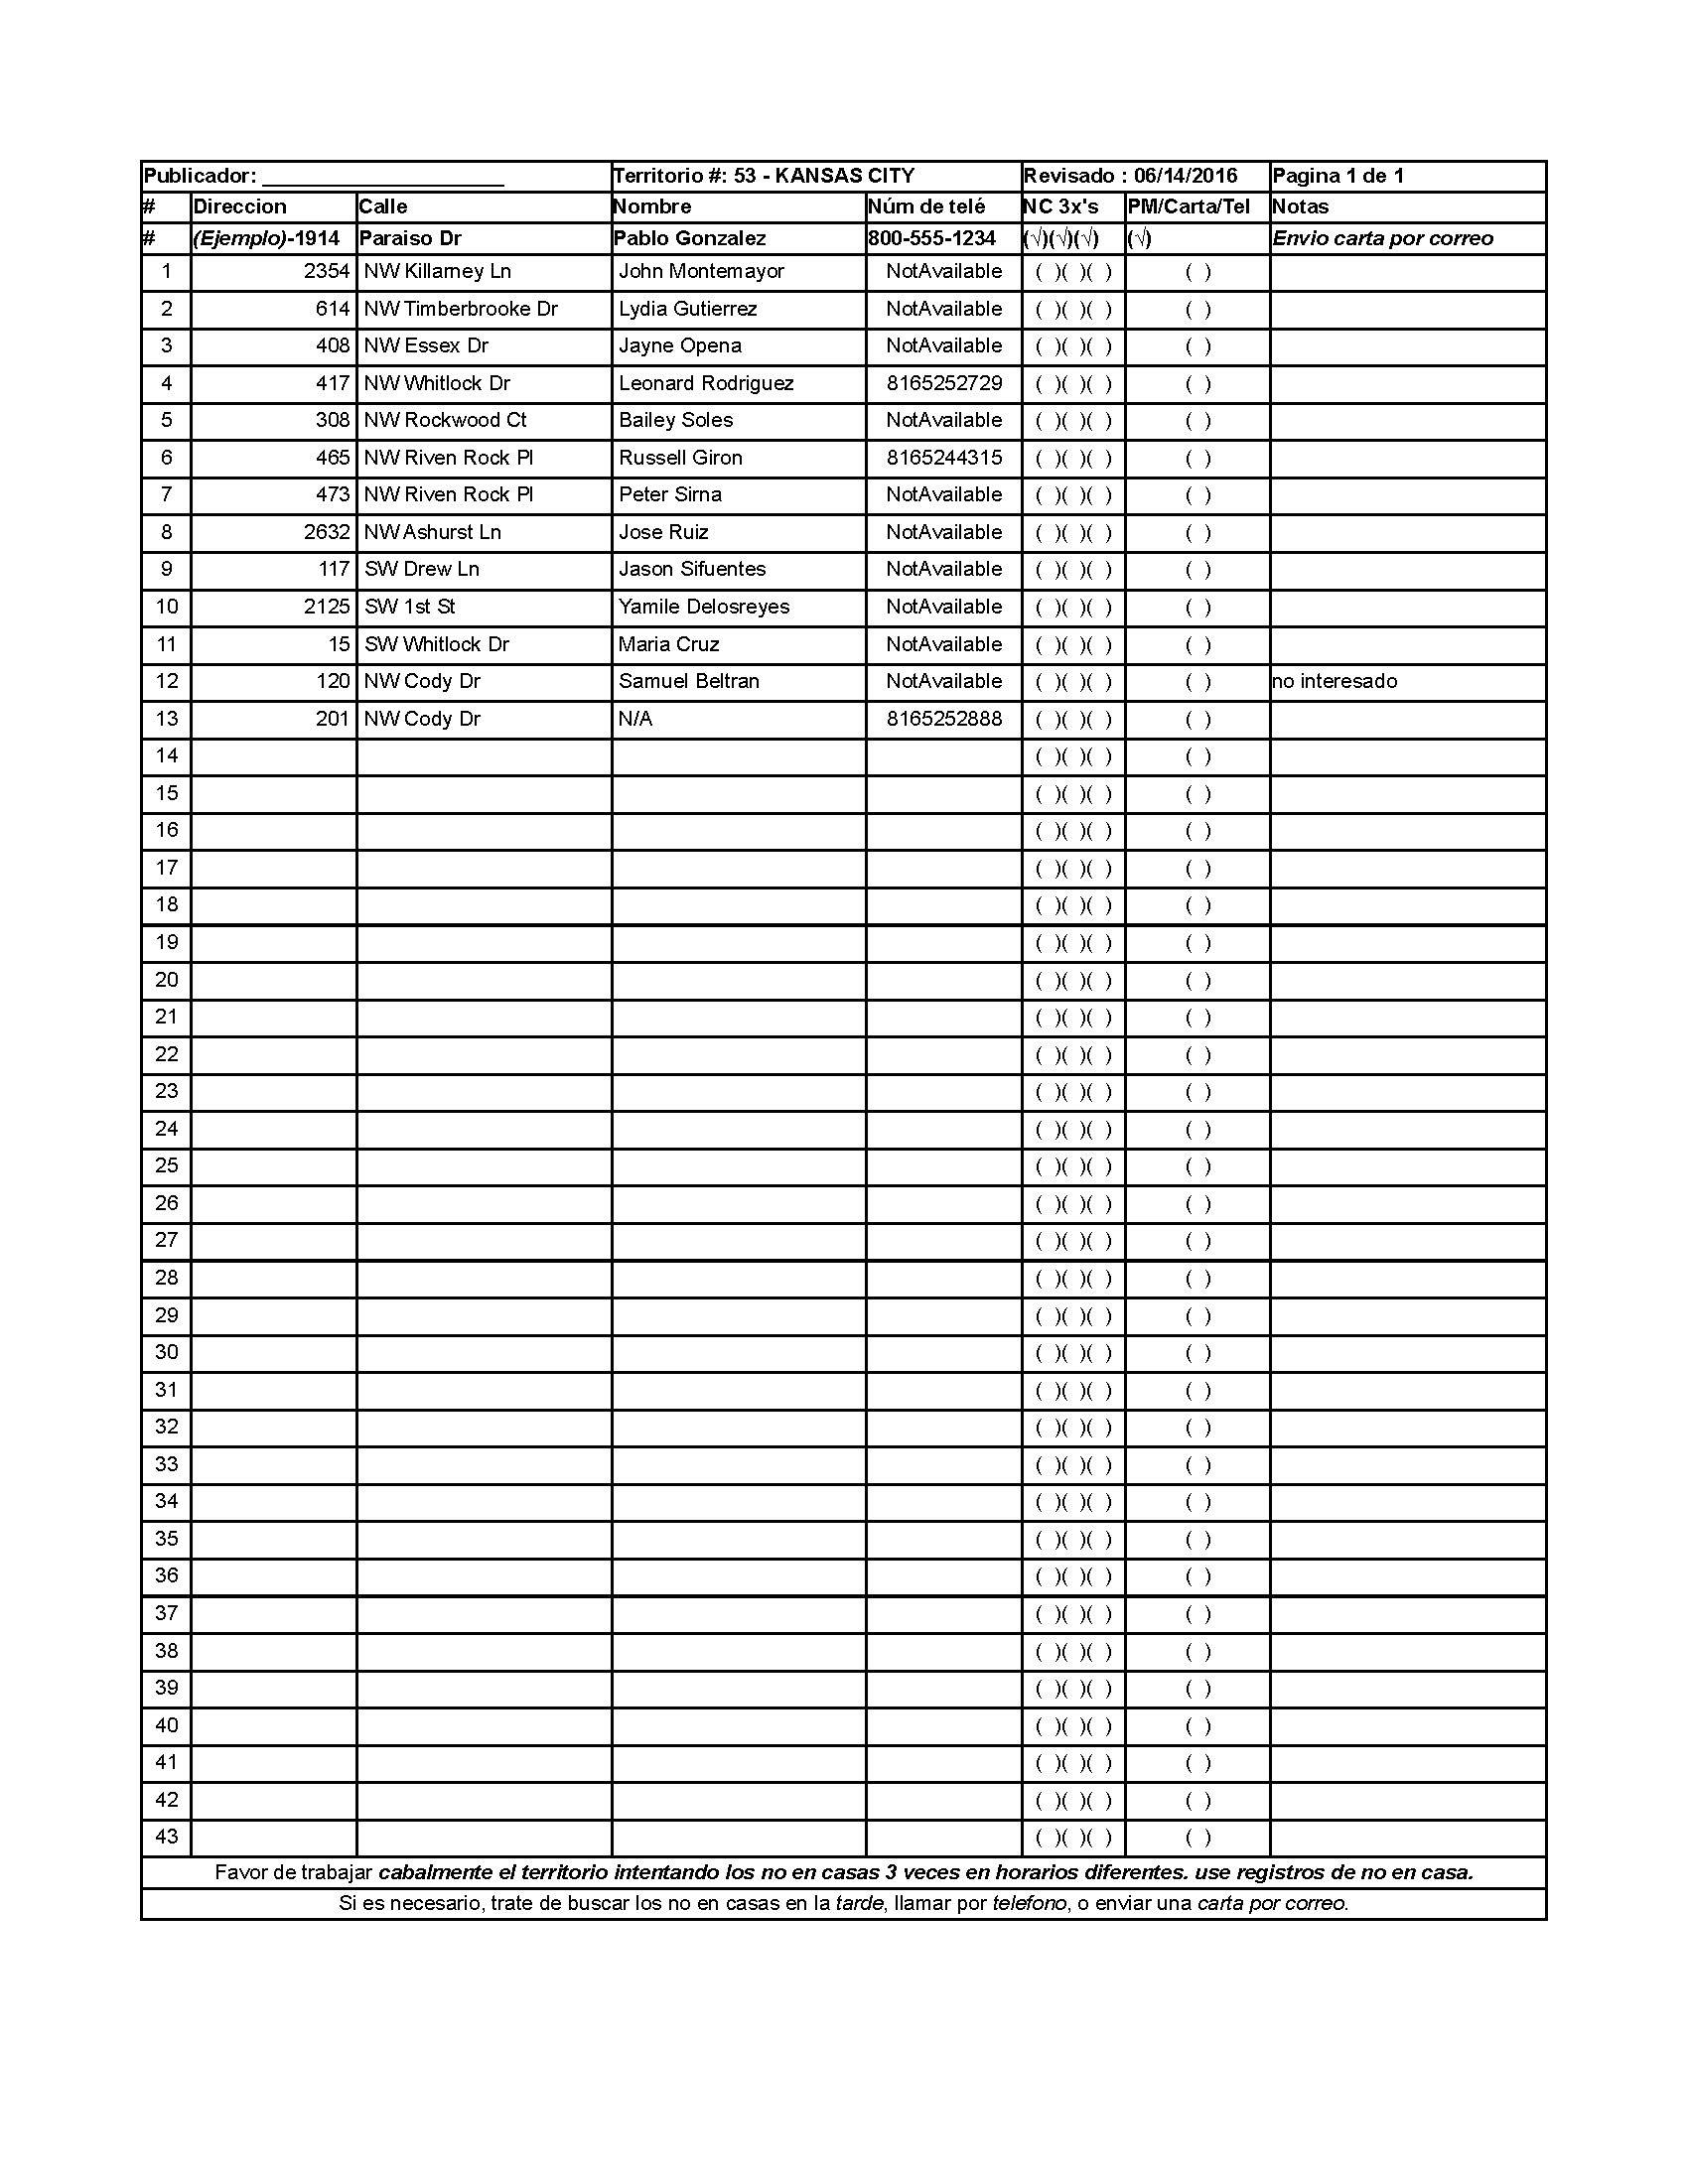 Publicador: ____________________ Territorio #: 53 - KANSAS CITY Revisado : 06/14/2016 Pagina 1 de 1
# Direccion Calle Nombre Núm de telé NC 3x's PM/Carta/Tel Notas
# (Ejemplo)-1914 Paraiso Dr Pablo Gonzalez 800-555-1234 (√)(√)(√) (√) Envio carta por correo
1 2354 NW Killarney Ln John Montemayor NotAvailable ( )( )( ) ( )
2 614 NW Timberbrooke Dr Lydia Gutierrez NotAvailable ( )( )( ) ( )
3 408 NW Essex Dr Jayne Opena NotAvailable ( )( )( ) ( )
4 417 NW Whitlock Dr Leonard Rodriguez 8165252729 ( )( )( ) ( )
5 308 NW Rockwood Ct Bailey Soles NotAvailable ( )( )( ) ( )
6 465 NW Riven Rock Pl Russell Giron 8165244315 ( )( )( ) ( )
7 473 NW Riven Rock Pl Peter Sirna NotAvailable ( )( )( ) ( )
8 2632 NW Ashurst Ln Jose Ruiz NotAvailable ( )( )( ) ( )
9 117 SW Drew Ln Jason Sifuentes NotAvailable ( )( )( ) ( )
10 2125 SW 1st St Yamile Delosreyes NotAvailable ( )( )( ) ( )
11 15 SW Whitlock Dr Maria Cruz NotAvailable ( )( )( ) ( )
12 120 NW Cody Dr Samuel Beltran NotAvailable ( )( )( ) ( ) no interesado
13 201 NW Cody Dr N/A 8165252888 ( )( )( ) ( )
14 ( )( )( ) ( )
15 ( )( )( ) ( )
16 ( )( )( ) ( )
17 ( )( )( ) ( )
18 ( )( )( ) ( )
19 ( )( )( ) ( )
20 ( )( )( ) ( )
21 ( )( )( ) ( )
22 ( )( )( ) ( )
23 ( )( )( ) ( )
24 ( )( )( ) ( )
25 ( )( )( ) ( )
26 ( )( )( ) ( )
27 ( )( )( ) ( )
28 ( )( )( ) ( )
29 ( )( )( ) ( )
30 ( )( )( ) ( )
31 ( )( )( ) ( )
32 ( )( )( ) ( )
33 ( )( )( ) ( )
34 ( )( )( ) ( )
35 ( )( )( ) ( )
36 ( )( )( ) ( )
37 ( )( )( ) ( )
38 ( )( )( ) ( )
39 ( )( )( ) ( )
40 ( )( )( ) ( )
41 ( )( )( ) ( )
42 ( )( )( ) ( )
43 ( )( )( ) ( )
Favor de trabajar cabalmente el territorio intentando los no en casas 3 veces en horarios diferentes. use registros de no en casa.
Si es necesario, trate de buscar los no en casas en la tarde, llamar por telefono, o enviar una carta por correo.